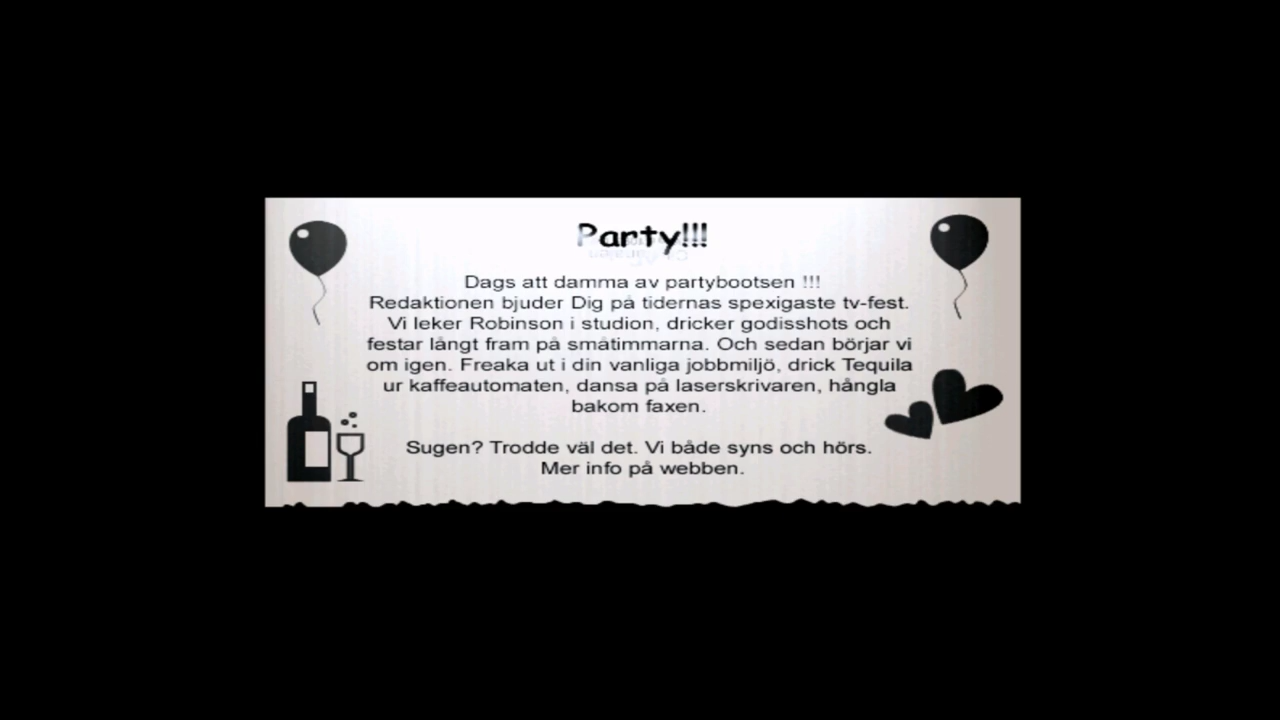 Party!!!
Dags att damma av partybootsen !!!
Redaktionen bjuder Dig på tidernas spexigaste tv-fest.
Vi leker Robinson i studion, dricker godisshots och
festar långt fram på småtimmarna. Och sedan börjar vi
om igen. Freaka ut i din vanliga jobbmiljö, drick Tequila
ur kaffeautomaten, dansa på laserskrivaren, hångla
bakom faxen.
Sugen? Trodde väl det. Vi både syns och hörs.
Mer info på webben.